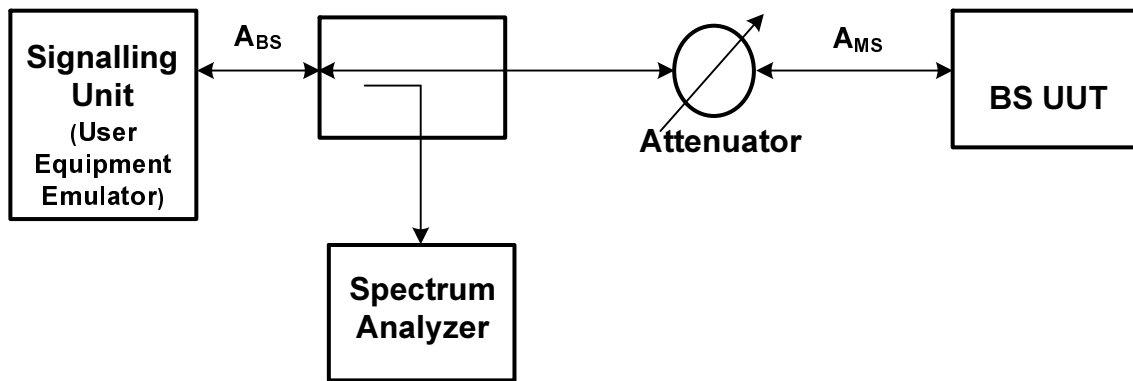 Signalling
Unit
(User
Equipment
Emulator)
ABS
Attenuator
AMS
BS UUT
Spectrum
Analyzer